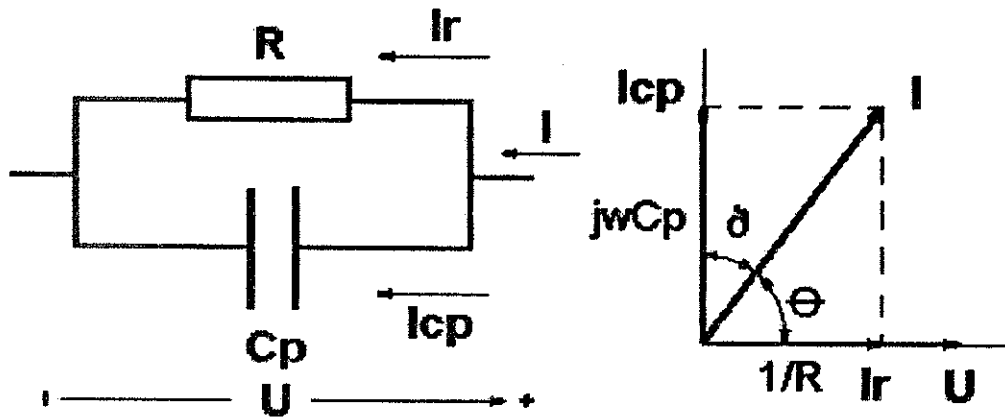 R
Ir
I
Cp
Icp
- U +
Icp
I
jwCp
∂
Θ
1/R
Ir
U